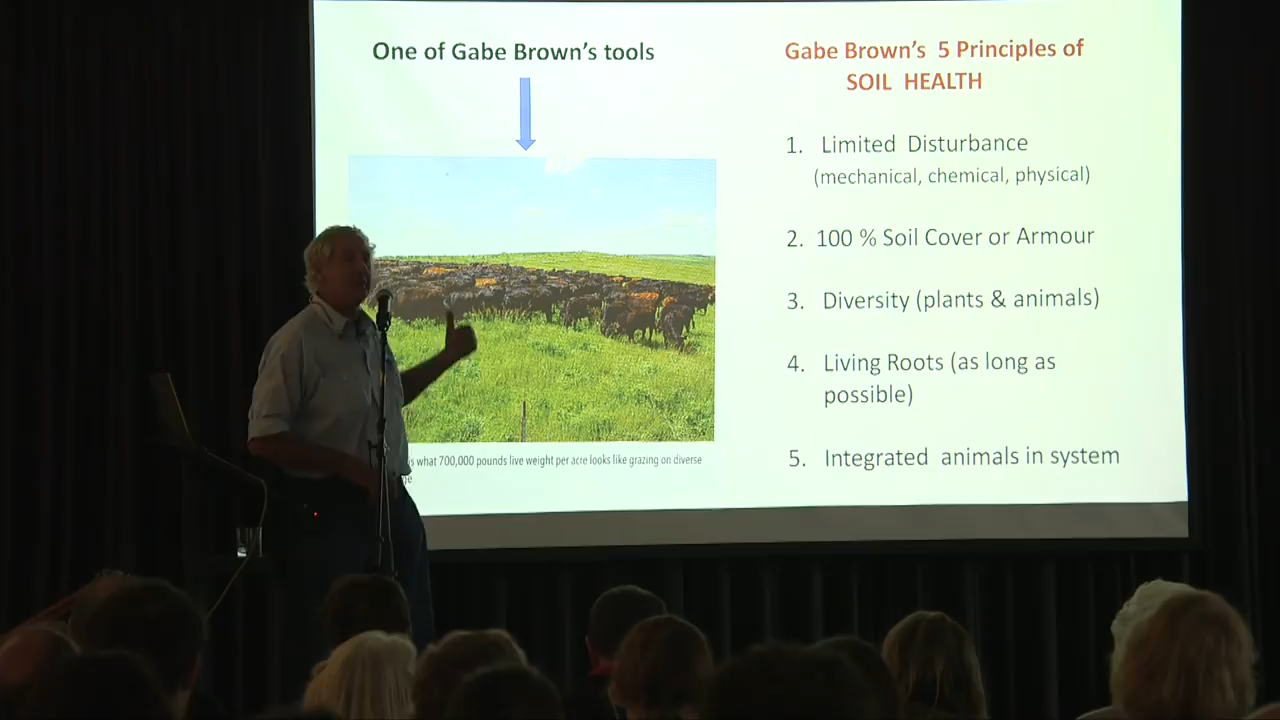 One of Gabe Brown's tools
is what 700,000 pounds live weight per acre looks like grazing on diverse
Gabe Brown's 5 Principles of
SOIL HEALTH
1. Limited Disturbance
(mechanical, chemical, physical)
2. 100 % Soil Cover or Armour
3. Diversity (plants & animals)
4. Living Roots (as long as
possible)
5. Integrated animals in system